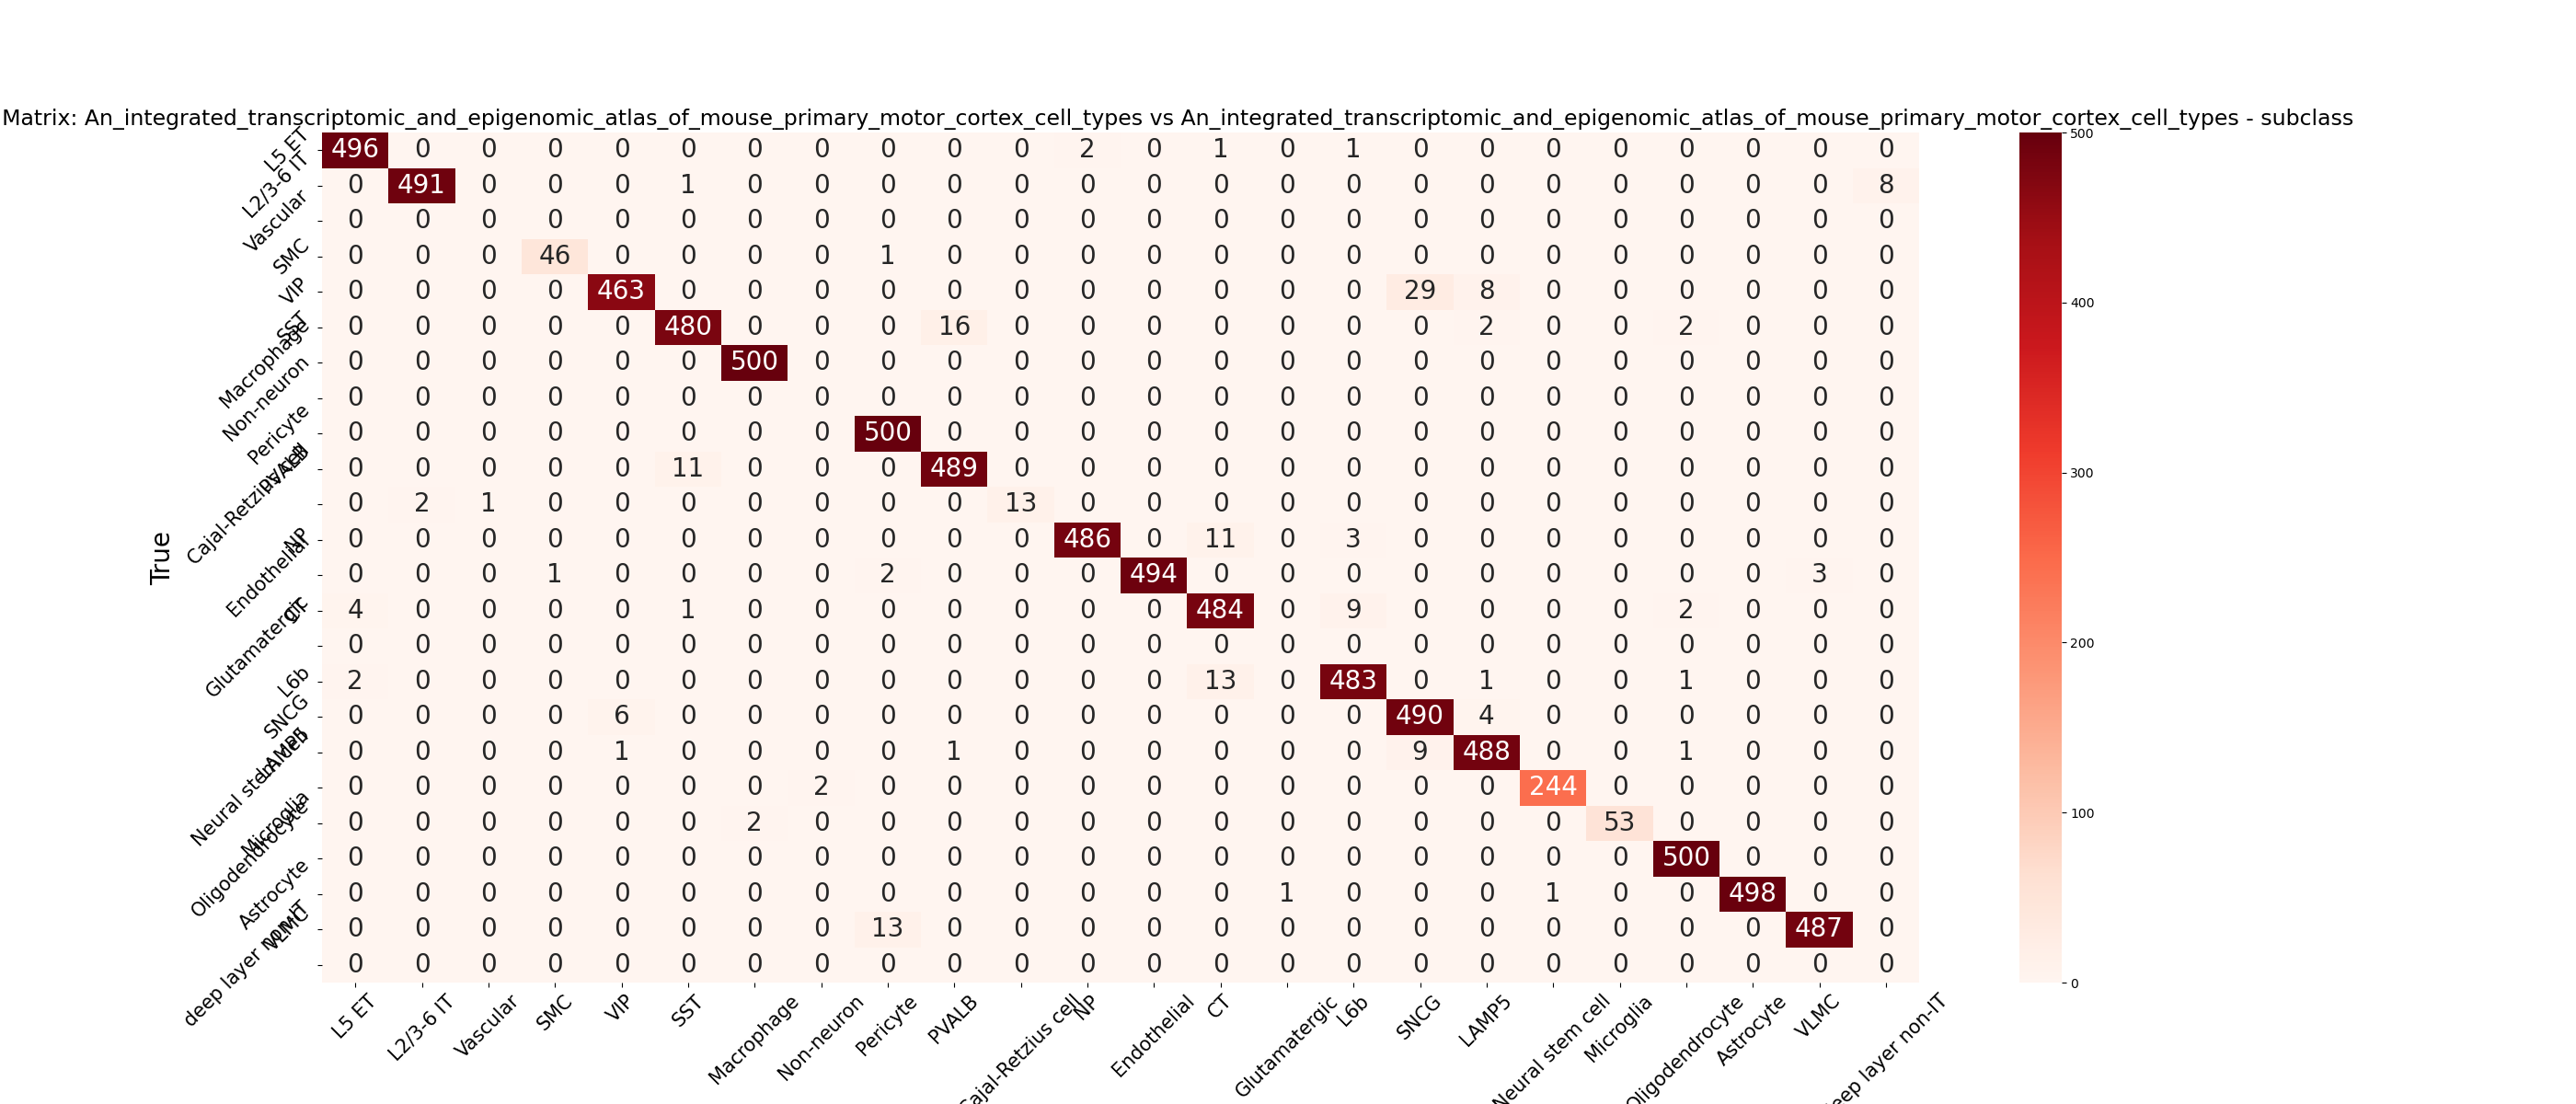 Matrix: An_integrated_transcriptomic_and_epigenomic_atlas_of_mouse_primary_motor_cortex_cell_types vs An_integrated_transcriptomic_and_epigenomic_atlas_of_mouse_primary_motor_cortex_cell_types - subclass
L5 ET 496 0 0 0 0 0 0 0 0 0 0 2 0 1 0 1 0 0 0 0 0 0 0 0
L2/3-6 IT 0 491 0 0 0 1 0 0 0 0 0 0 0 0 0 0 0 0 0 0 0 0 0 8
Vascular 0 0 0 0 0 0 0 0 0 0 0 0 0 0 0 0 0 0 0 0 0 0 0 0
SMC 0 0 0 46 0 0 0 0 1 0 0 0 0 0 0 0 0 0 0 0 0 0 0 0
VIP 0 0 0 0 463 0 0 0 0 0 0 0 0 0 0 0 29 8 0 0 0 0 0 0
SST 0 0 0 0 0 480 0 0 0 16 0 0 0 0 0 0 0 2 0 0 2 0 0 0
Macrophage 0 0 0 0 0 0 500 0 0 0 0 0 0 0 0 0 0 0 0 0 0 0 0 0
Non-neuron 0 0 0 0 0 0 0 0 0 0 0 0 0 0 0 0 0 0 0 0 0 0 0 0
Pericyte 0 0 0 0 0 0 0 0 500 0 0 0 0 0 0 0 0 0 0 0 0 0 0 0
PVALB 0 0 0 0 0 11 0 0 0 489 0 0 0 0 0 0 0 0 0 0 0 0 0 0
Cajal-Retzius cell 0 2 1 0 0 0 0 0 0 0 13 0 0 0 0 0 0 0 0 0 0 0 0 0
NP 0 0 0 0 0 0 0 0 0 0 0 486 0 11 0 3 0 0 0 0 0 0 0 0
Endothelial 0 0 0 1 0 0 0 0 2 0 0 0 494 0 0 0 0 0 0 0 0 0 3 0
CT 4 0 0 0 0 1 0 0 0 0 0 0 0 484 0 9 0 0 0 0 2 0 0 0
Glutamatergic 0 0 0 0 0 0 0 0 0 0 0 0 0 0 0 0 0 0 0 0 0 0 0 0
L6b 2 0 0 0 0 0 0 0 0 0 0 0 0 13 0 483 0 1 0 0 1 0 0 0
SNCG 0 0 0 0 6 0 0 0 0 0 0 0 0 0 0 0 490 4 0 0 0 0 0 0
LAMP5 0 0 0 0 1 0 0 0 0 1 0 0 0 0 0 0 9 488 0 0 1 0 0 0
Neural stem cell 0 0 0 0 0 0 0 2 0 0 0 0 0 0 0 0 0 0 244 0 0 0 0 0
Microglia 0 0 0 0 0 0 2 0 0 0 0 0 0 0 0 0 0 0 0 53 0 0 0 0
Oligodendrocyte 0 0 0 0 0 0 0 0 0 0 0 0 0 0 0 0 0 0 0 0 500 0 0 0
Astrocyte 0 0 0 0 0 0 0 0 0 0 0 0 0 0 1 0 0 0 1 0 0 498 0 0
VLMC 0 0 0 0 0 0 0 0 13 0 0 0 0 0 0 0 0 0 0 0 0 0 487 0
deep layer non-IT 0 0 0 0 0 0 0 0 0 0 0 0 0 0 0 0 0 0 0 0 0 0 0 0
True
L5 ET L2/3-6 IT Vascular SMC VIP SST Macrophage Non-neuron Pericyte PVALB Cajal-Retzius cell NP Endothelial CT Glutamatergic L6b SNCG LAMP5 Neural stem cell Microglia Oligodendrocyte Astrocyte VLMC eep layer non-IT
500
400
300
200
100
0